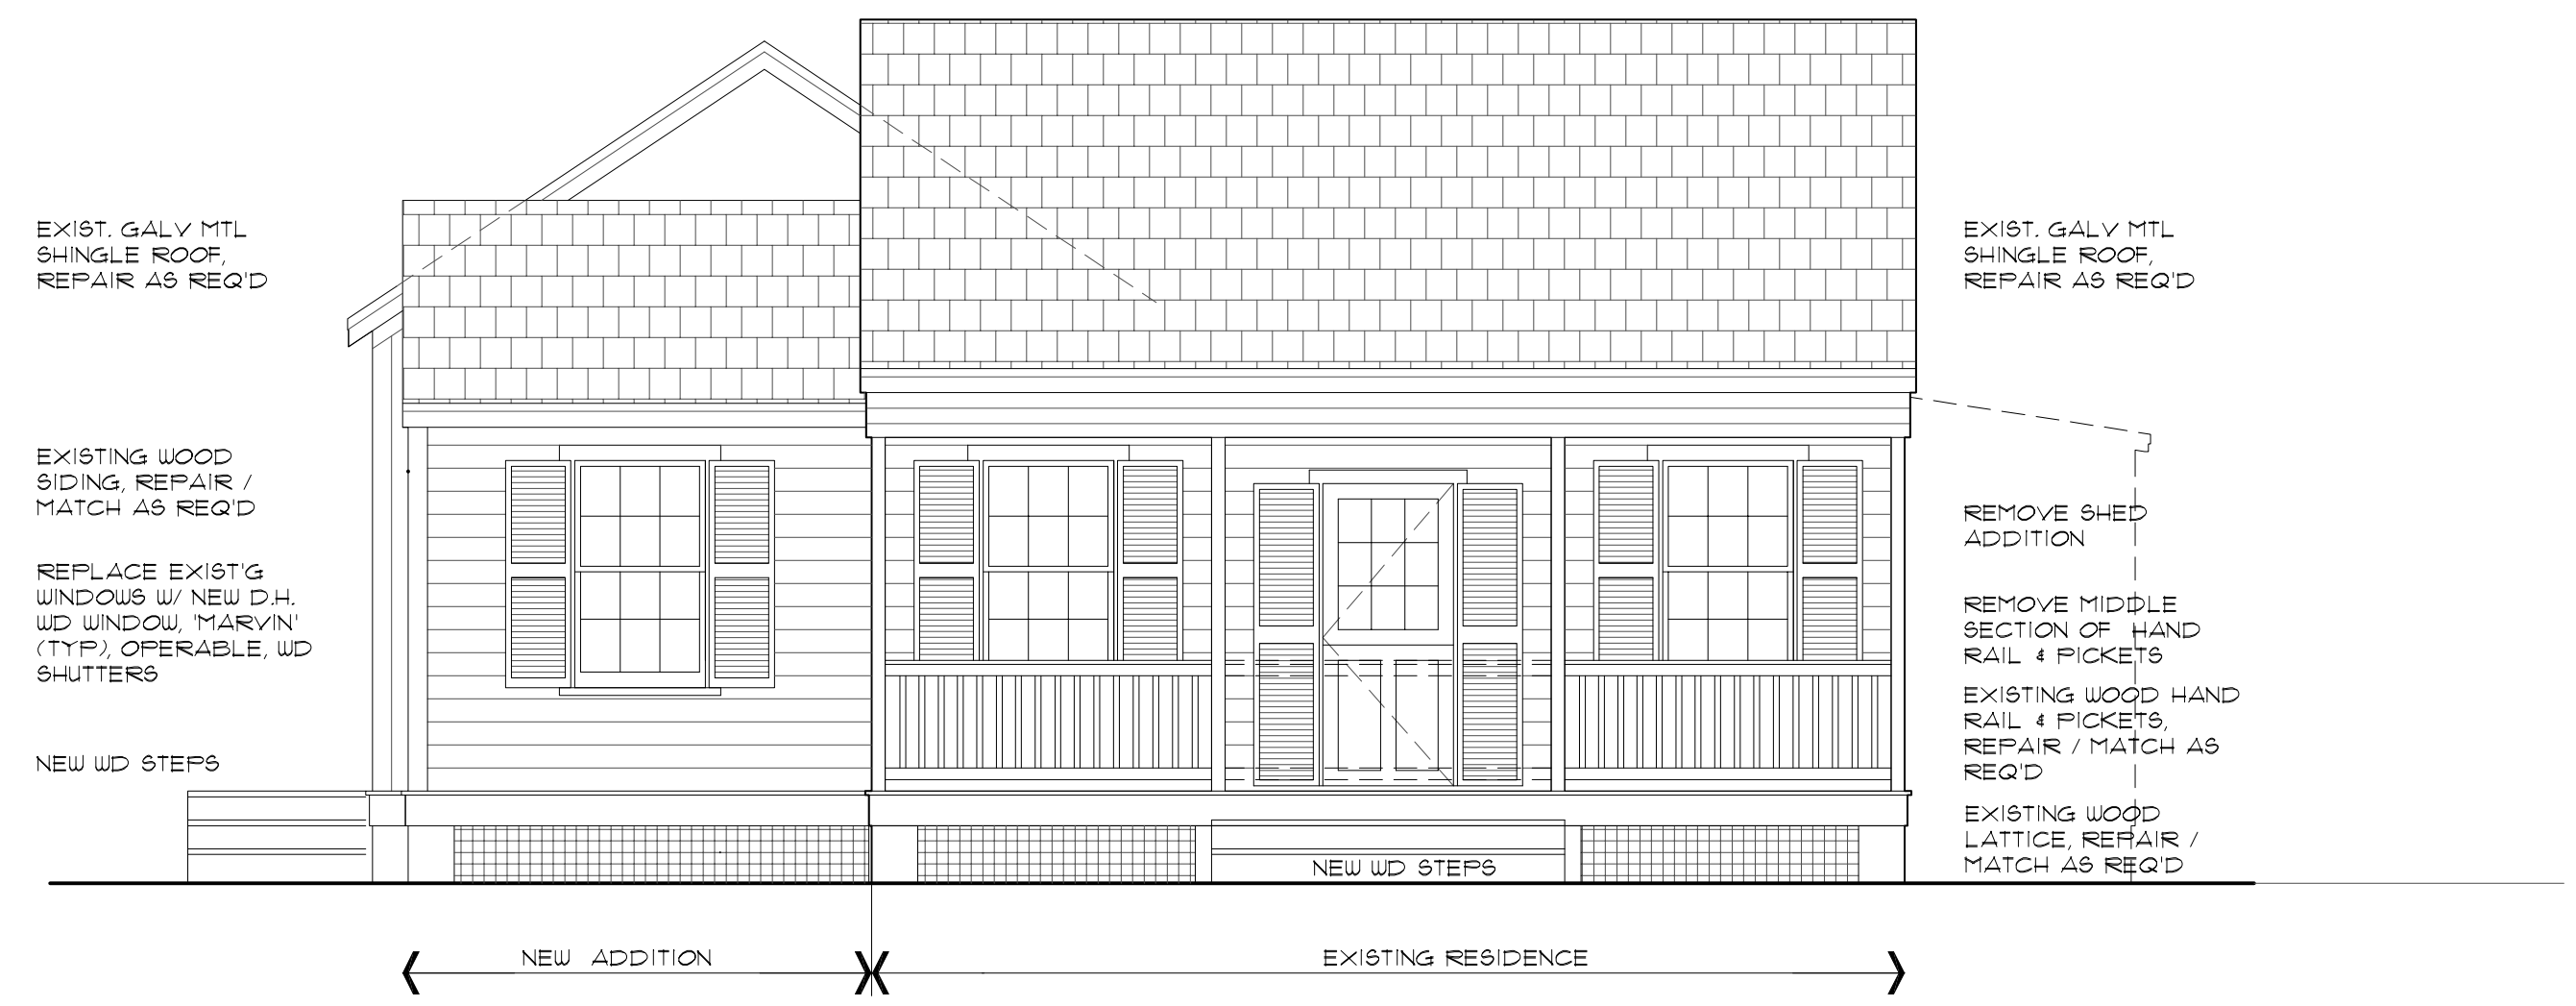 EXIST. GALV MTL
SHINGLE ROOF,
REPAIR AS REQ'D
EXISTING WOOD
SIDING, REPAIR /
MATCH AS REQ'D
REPLACE EXIST'G
WINDOWS W/ NEW D.H.
WD WINDOW, 'MARVIN'
(TYP), OPERABLE, WD
SHUTTERS
NEW WD STEPS
EXIST. GALV MTL
SHINGLE ROOF,
REPAIR AS REQ'D
REMOVE SHED
ADDITION
REMOVE MIDDLE
SECTION OF HAND
RAIL & PICKETS
EXISTING WOOD HAND
RAIL & PICKETS,
REPAIR / MATCH AS
REQ'D
EXISTING WOOD
LATTICE, REPAIR /
MATCH AS REQ'D
NEW WD STEPS
NEW ADDITION
EXISTING RESIDENCE